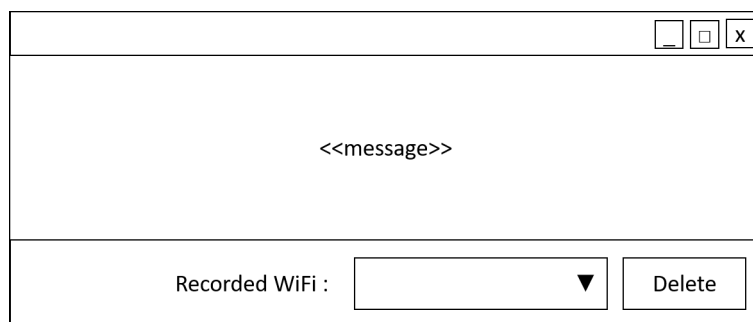 _ □ x
<<message>>
Recorded WiFi : ▼ Delete